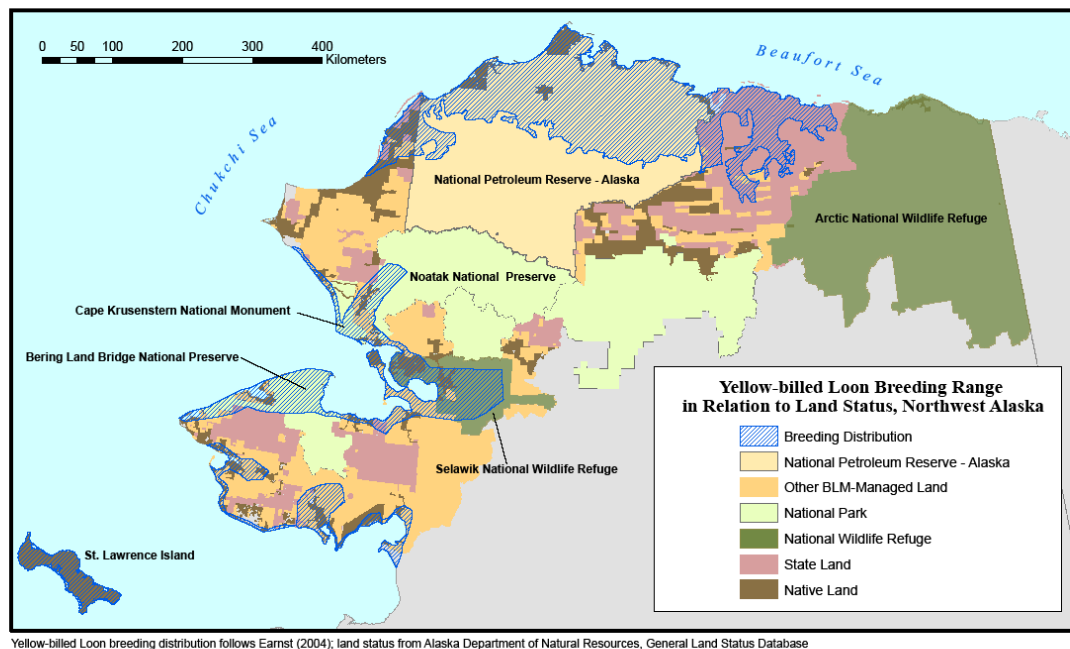 0 50 100 200 300 400
Kilometers
Beaufort Sea
Chukchi Sea
National Petroleum Reserve - Alaska
Arctic National Wildlife Refuge
Noatak National Preserve
Cape Krusenstern National Monument
Bering Land Bridge National Preserve
Selawik National Wildlife Refuge
St. Lawrence Island
Yellow-billed Loon Breeding Range
in Relation to Land Status, Northwest Alaska
Breeding Distribution
National Petroleum Reserve - Alaska
Other BLM-Managed Land
National Park
National Wildlife Refuge
State Land
Native Land
Yellow-billed Loon breeding distribution follows Earnst (2004); land status from Alaska Department of Natural Resources, General Land Status Database